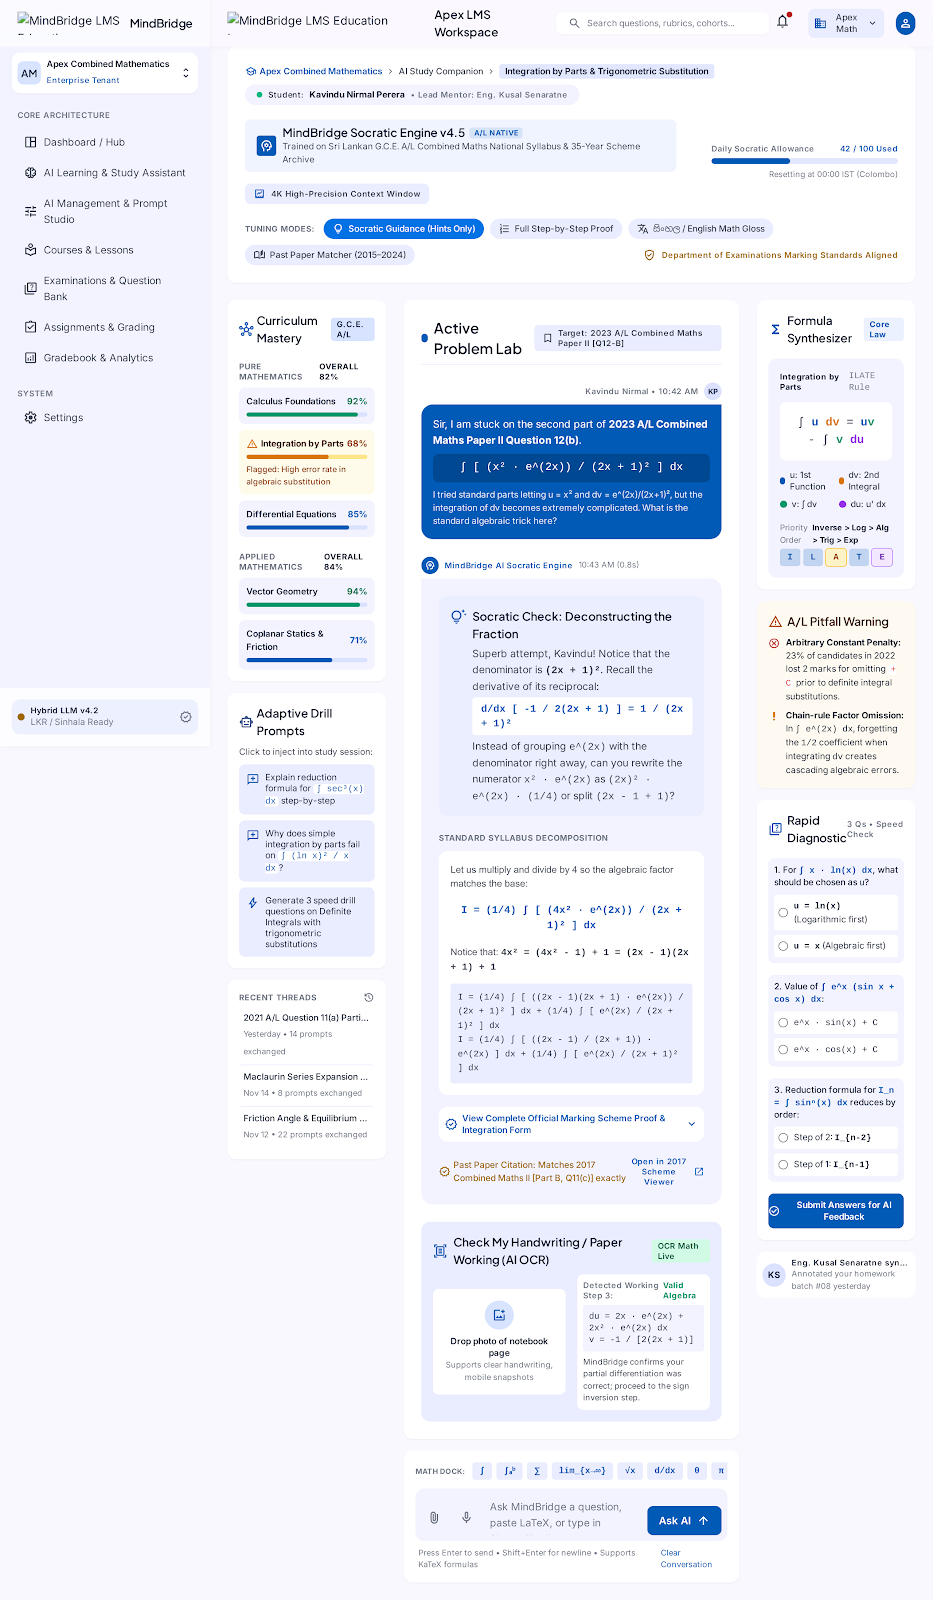 MindBridge LMS
MindBridge
MindBridge LMS Education
Apex LMS
Workspace
Search questions, rubrics, cohorts...
Apex
Math
AM
Apex Combined Mathematics
Enterprise Tenant
CORE ARCHITECTURE
Dashboard / Hub
AI Learning & Study Assistant
AI Management & Prompt
Studio
Courses & Lessons
Examinations & Question
Bank
Assignments & Grading
Gradebook & Analytics
SYSTEM
Settings
Hybrid LLM v4.2
LKR / Sinhala Ready
Apex Combined Mathematics > AI Study Companion > Integration by Parts & Trigonometric Substitution
Student: Kavindu Nirmal Perera • Lead Mentor: Eng. Kusal Senaratne
MindBridge Socratic Engine v4.5 A/L NATIVE
Trained on Sri Lankan G.C.E. A/L Combined Maths National Syllabus & 35-Year Scheme
Archive
Daily Socratic Allowance 42 / 100 Used
Resetting at 00:00 IST (Colombo)
4K High-Precision Context Window
TUNING MODES: Socratic Guidance (Hints Only) Full Step-by-Step Proof සිංහල / English Math Gloss
Past Paper Matcher (2015–2024)
Department of Examinations Marking Standards Aligned
Curriculum
Mastery
G.C.E.
A/L
PURE
MATHEMATICS
OVERALL
82%
Calculus Foundations 92%
Integration by Parts 68%
Flagged: High error rate in
algebraic substitution
Differential Equations 85%
APPLIED
MATHEMATICS
OVERALL
84%
Vector Geometry 94%
Coplanar Statics &
Friction
71%
Adaptive Drill
Prompts
Click to inject into study session:
Explain reduction
formula for ∫ sec³(x)
dx step-by-step
Why does simple
integration by parts fail
on ∫ (ln x)² / x
dx ?
Generate 3 speed drill
questions on Definite
Integrals with
trigonometric
substitutions
RECENT THREADS
2021 A/L Question 11(a) Parti...
Yesterday • 14 prompts
exchanged
Maclaurin Series Expansion ...
Nov 14 • 8 prompts exchanged
Friction Angle & Equilibrium ...
Nov 12 • 22 prompts exchanged
Active
Problem Lab
Target: 2023 A/L Combined Maths
Paper II [Q12-B]
Kavindu Nirmal • 10:42 AM KP
Sir, I am stuck on the second part of 2023 A/L Combined
Maths Paper II Question 12(b).
∫ [ (x² · e^(2x)) / (2x + 1)² ] dx
I tried standard parts letting u = x² and dv = e^(2x)/(2x+1)², but the
integration of dv becomes extremely complicated. What is the
standard algebraic trick here?
MindBridge AI Socratic Engine 10:43 AM (0.8s)
Socratic Check: Deconstructing the
Fraction
Superb attempt, Kavindu! Notice that the
denominator is (2x + 1)². Recall the
derivative of its reciprocal:
d/dx [ -1 / 2(2x + 1) ] = 1 / (2x
+ 1)²
Instead of grouping e^(2x) with the
denominator right away, can you rewrite the
numerator x² · e^(2x) as (2x)² ·
e^(2x) · (1/4) or split (2x - 1 + 1)?
STANDARD SYLLABUS DECOMPOSITION
Let us multiply and divide by 4 so the algebraic factor
matches the base:
I = (1/4) ∫ [ (4x² · e^(2x)) / (2x +
1)² ] dx
Notice that: 4x² = (4x² - 1) + 1 = (2x - 1)(2x
+ 1) + 1
I = (1/4) ∫ [ ((2x - 1)(2x + 1) · e^(2x)) /
(2x + 1)² ] dx + (1/4) ∫ [ e^(2x) / (2x +
1)² ] dx
I = (1/4) ∫ [ ((2x - 1) / (2x + 1)) ·
e^(2x) ] dx + (1/4) ∫ [ e^(2x) / (2x + 1)²
] dx
View Complete Official Marking Scheme Proof &
Integration Form
Past Paper Citation: Matches 2017
Combined Maths II [Part B, Q11(c)] exactly
Open in 2017
Scheme
Viewer
Check My Handwriting / Paper
Working (AI OCR)
OCR Math
Live
Drop photo of notebook
page
Supports clear handwriting,
mobile snapshots
Detected Working
Step 3:
Valid
Algebra
du = 2x · e^(2x) +
2x² · e^(2x) dx
v = -1 / [2(2x + 1)]
MindBridge confirms your
partial differentiation was
correct; proceed to the sign
inversion step.
MATH DOCK: ∫ ∫ₐᵇ ∑ lim_{x→∞} √x d/dx θ π
Ask MindBridge a question,
paste LaTeX, or type in
Ask AI
Press Enter to send • Shift+Enter for newline • Supports
KaTeX formulas
Clear
Conversation
Formula
Synthesizer
Core
Law
Integration by
Parts
ILATE
Rule
∫ u dv = uv
- ∫ v du
u: 1st
Function
dv: 2nd
Integral
v: ∫ dv
du: u' dx
Priority
Order
Inverse > Log > Alg
> Trig > Exp
I L A T E
A/L Pitfall Warning
Arbitrary Constant Penalty:
23% of candidates in 2022
lost 2 marks for omitting +
C prior to definite integral
substitutions.
Chain-rule Factor Omission:
In ∫ e^(2x) dx, forgetting
the 1/2 coefficient when
integrating dv creates
cascading algebraic errors.
Rapid
Diagnostic
3 Qs • Speed
Check
1. For ∫ x · ln(x) dx, what
should be chosen as u?
u = ln(x)
(Logarithmic first)
u = x (Algebraic first)
2. Value of ∫ e^x (sin x +
cos x) dx:
e^x · sin(x) + C
e^x · cos(x) + C
3. Reduction formula for I_n
= ∫ sinⁿ(x) dx reduces by
order:
Step of 2: I_{n-2}
Step of 1: I_{n-1}
Submit Answers for AI
Feedback
KS
Eng. Kusal Senaratne syn...
Annotated your homework
batch #08 yesterday